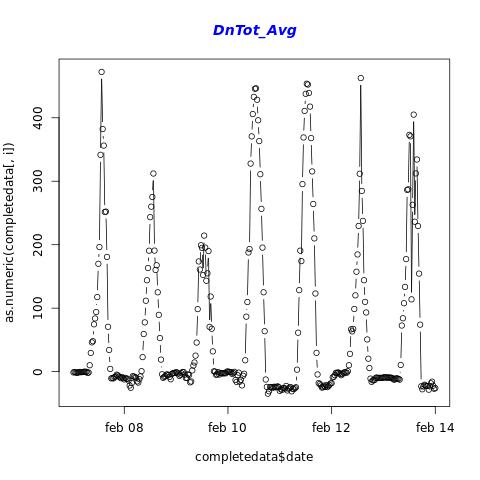 DnTot_Avg
as.numeric(completedata[, i])
400
300
200
100
0
feb 08
feb 10
feb 12
feb 14
completedata$date